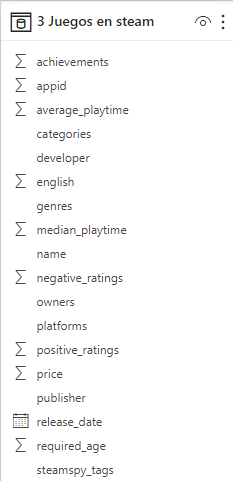 3 Juegos en steam
achievements
appid
average_playtime
categories
developer
english
genres
median_playtime
name
negative_ratings
owners
platforms
positive_ratings
price
publisher
release_date
required_age
steamspy_tags